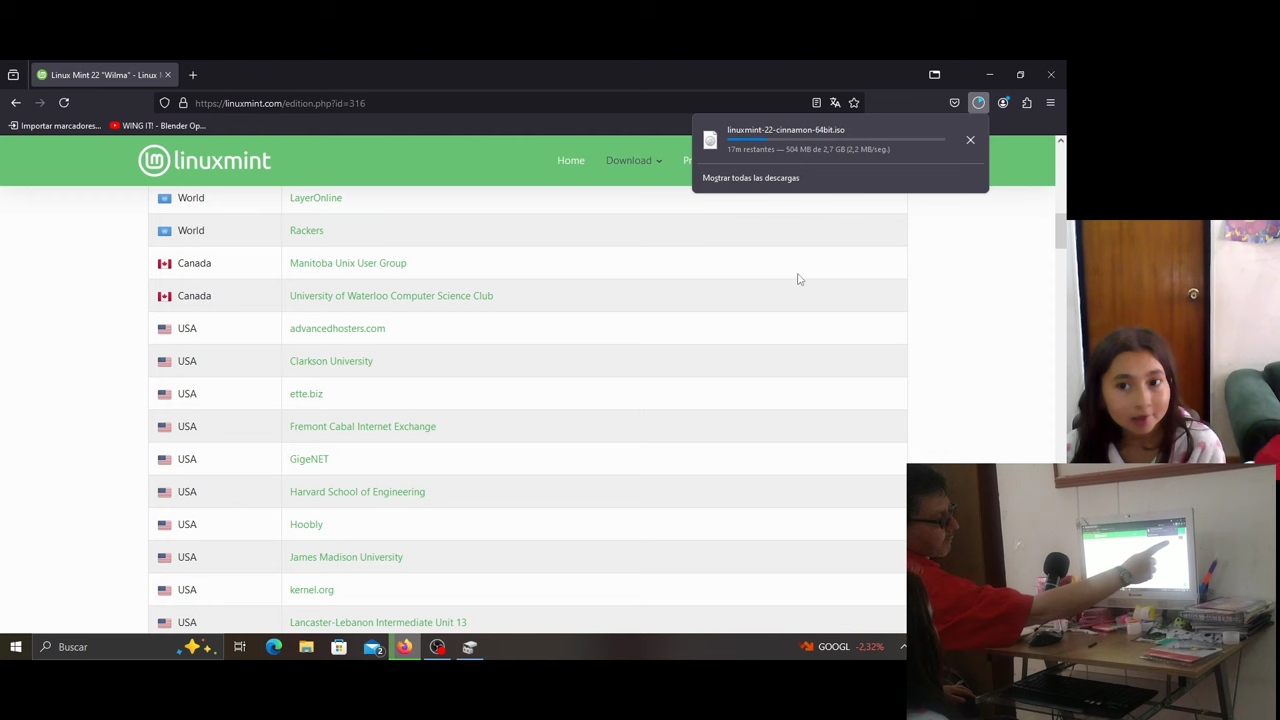 Linux Mint 22 "Wilma" - Linux
https://linuxmint.com/edition.php?id=316
Importar marcadores...
WING IT! - Blender Op...
linuxmint-22-cinnamon-64bit.iso
17m restantes — 504 MB de 2,7 GB (2,2 MB/seg.)
Mostrar todas las descargas
lm linuxmint
Home
Download
World LayerOnline
World Rackers
Canada Manitoba Unix User Group
Canada University of Waterloo Computer Science Club
USA advancedhosters.com
USA Clarkson University
USA ette.biz
USA Fremont Cabal Internet Exchange
USA GigeNET
USA Harvard School of Engineering
USA Hoobly
USA James Madison University
USA kernel.org
USA Lancaster-Lebanon Intermediate Unit 13
Buscar
2
GOOGL -2,32%